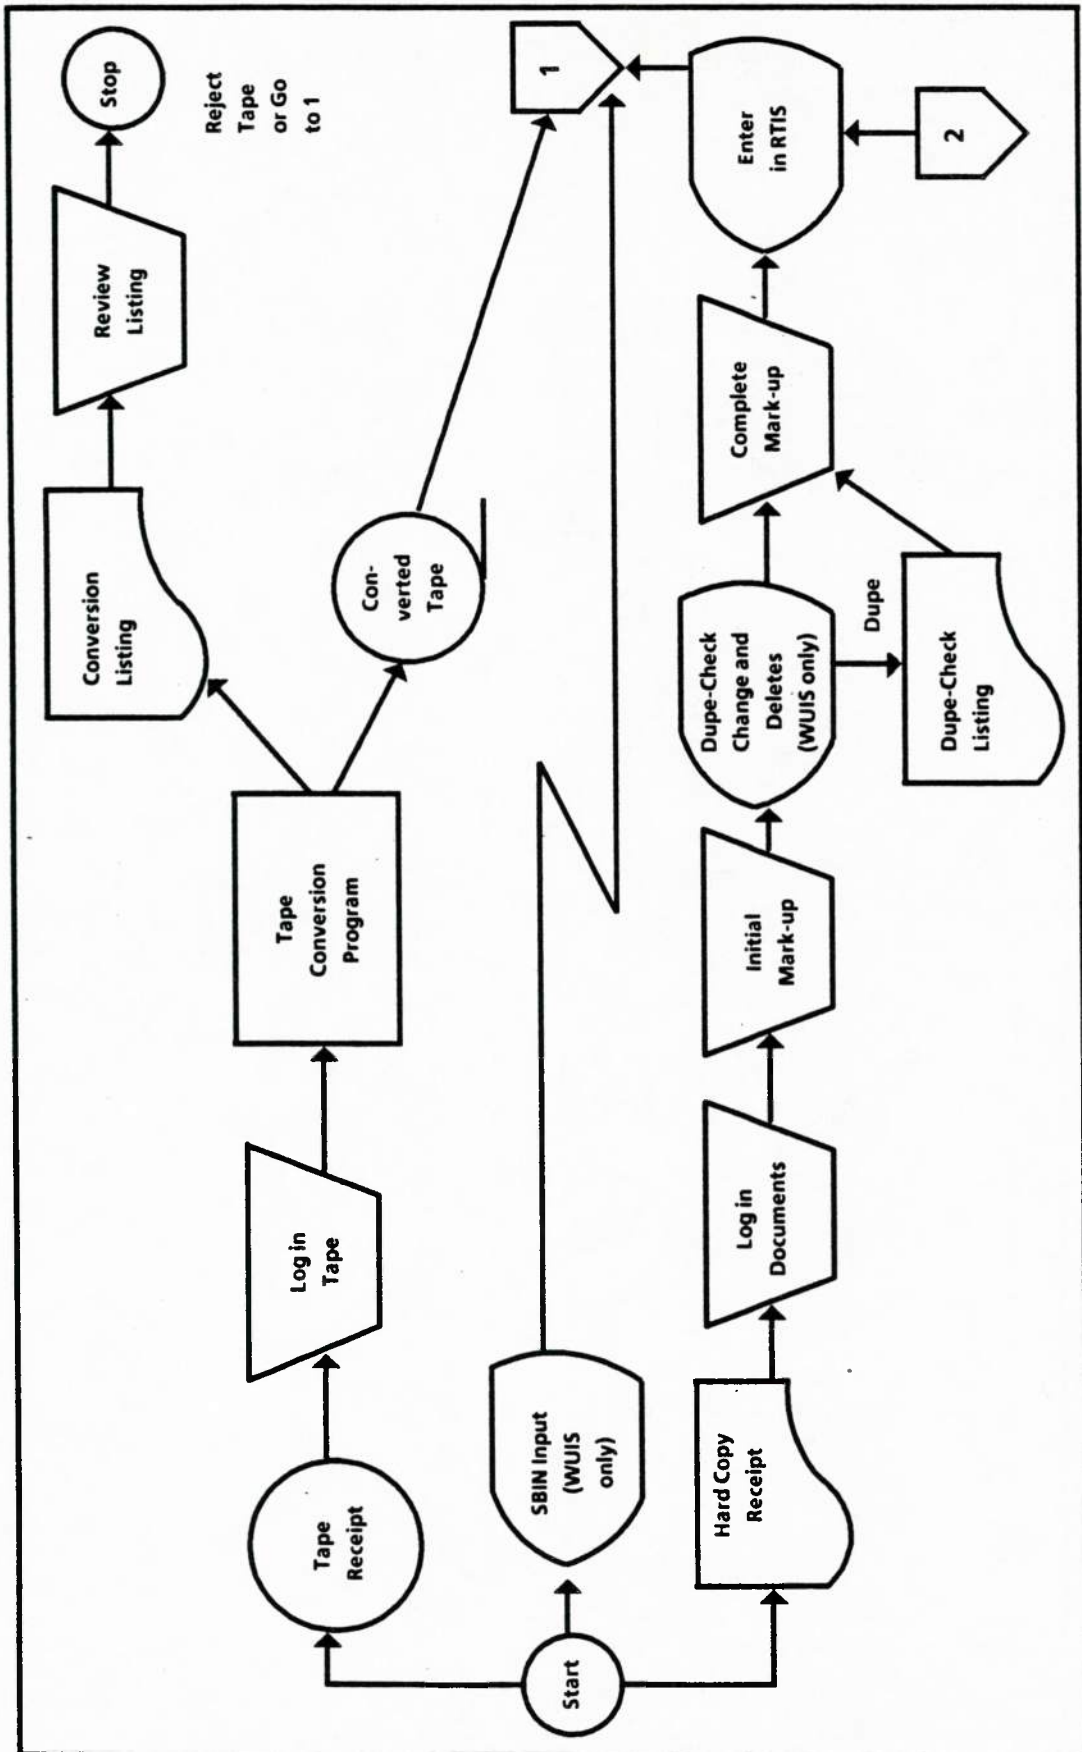 Start
Tape
Receipt
Log in
Tape
Tape
Conversion
Program
Conversion
Listing
Review
Listing
Stop
Reject
Tape
or Go
to 1
Con-
verted
Tape
SBIN Input
(WUIS
only)
1
Hard Copy
Receipt
Log in
Documents
Initial
Mark-up
Dupe-Check
Change and
Deletes
(WUIS only)
Dupe
Dupe-Check
Listing
Complete
Mark-up
Enter
in RTIS
2